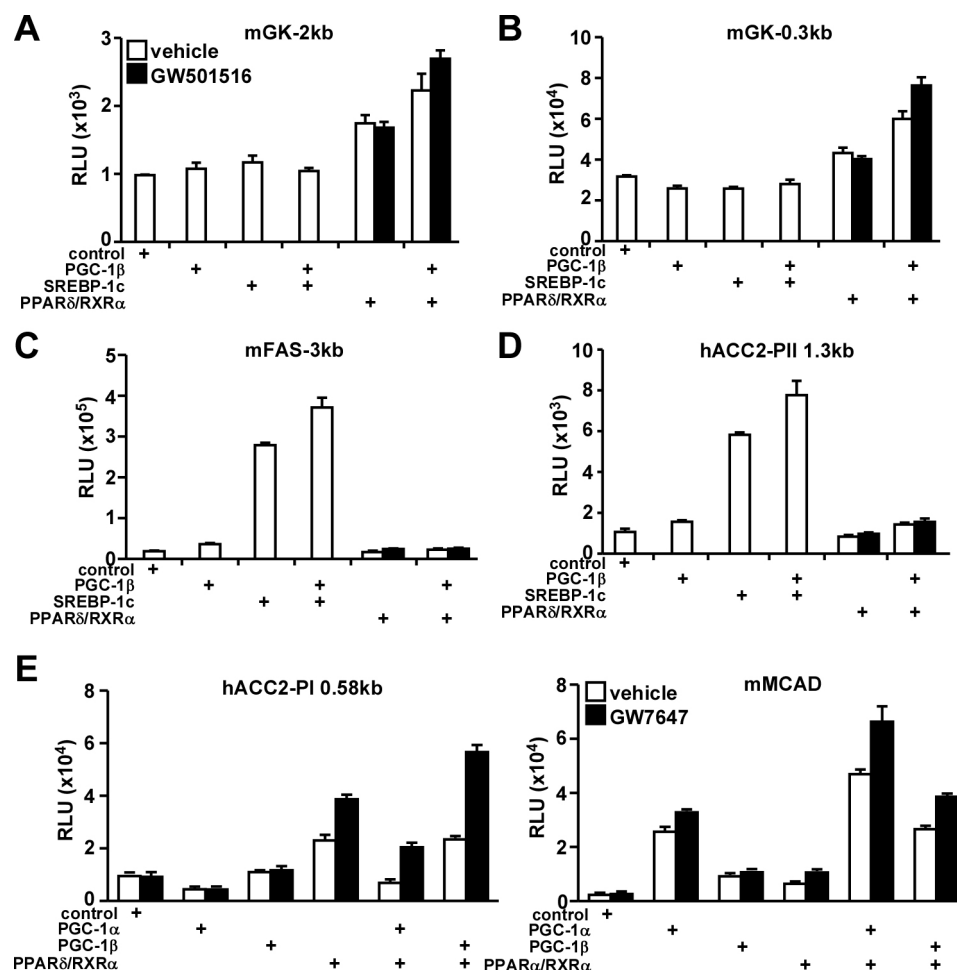 A
mGK-2kb
RLU (x10³)
3
2
1
0
vehicle
GW501516
control +
PGC-1β + + +
SREBP-1c + +
PPARδ/RXRα + +
B
mGK-0.3kb
RLU (x10⁴)
10
8
6
4
2
0
control +
PGC-1β + + +
SREBP-1c + +
PPARδ/RXRα + +
C
mFAS-3kb
RLU (x10⁵)
5
4
3
2
1
0
control +
PGC-1β + + +
SREBP-1c + +
PPARδ/RXRα + +
D
hACC2-PII 1.3kb
RLU (x10³)
10
8
6
4
2
0
control +
PGC-1β + + +
SREBP-1c + +
PPARδ/RXRα + +
E
hACC2-PI 0.58kb
RLU (x10⁴)
8
6
4
2
0
control +
PGC-1α + +
PGC-1β + +
PPARδ/RXRα + + +
mMCAD
vehicle
GW7647
RLU (x10⁴)
8
6
4
2
0
control +
PGC-1α + +
PGC-1β + +
PPARα/RXRα + + +